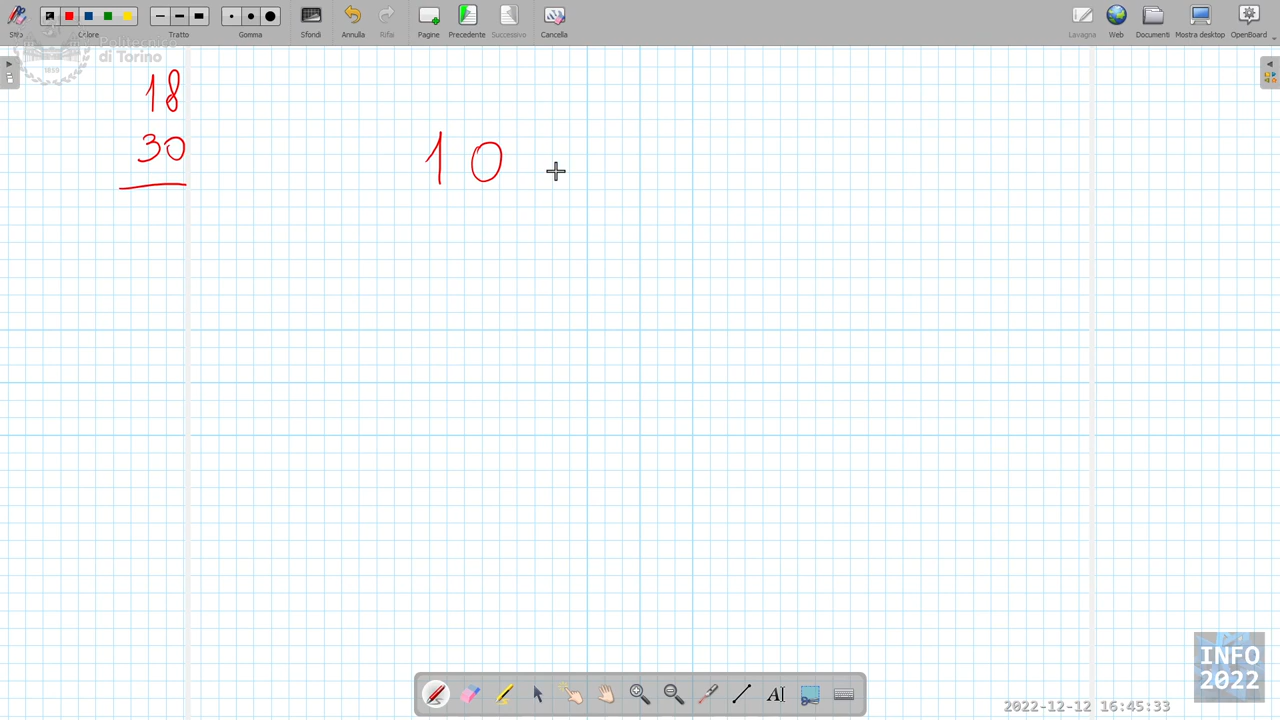 Stilo Colore Tratto Gomma Sfondi Annulla Rifai Pagine Precedente Successivo Cancella Lavagna Web Documenti Mostra desktop OpenBoard
Politecnico
di Torino
1859
18
30
10
INFO
2022
2022-12-12 16:45:33